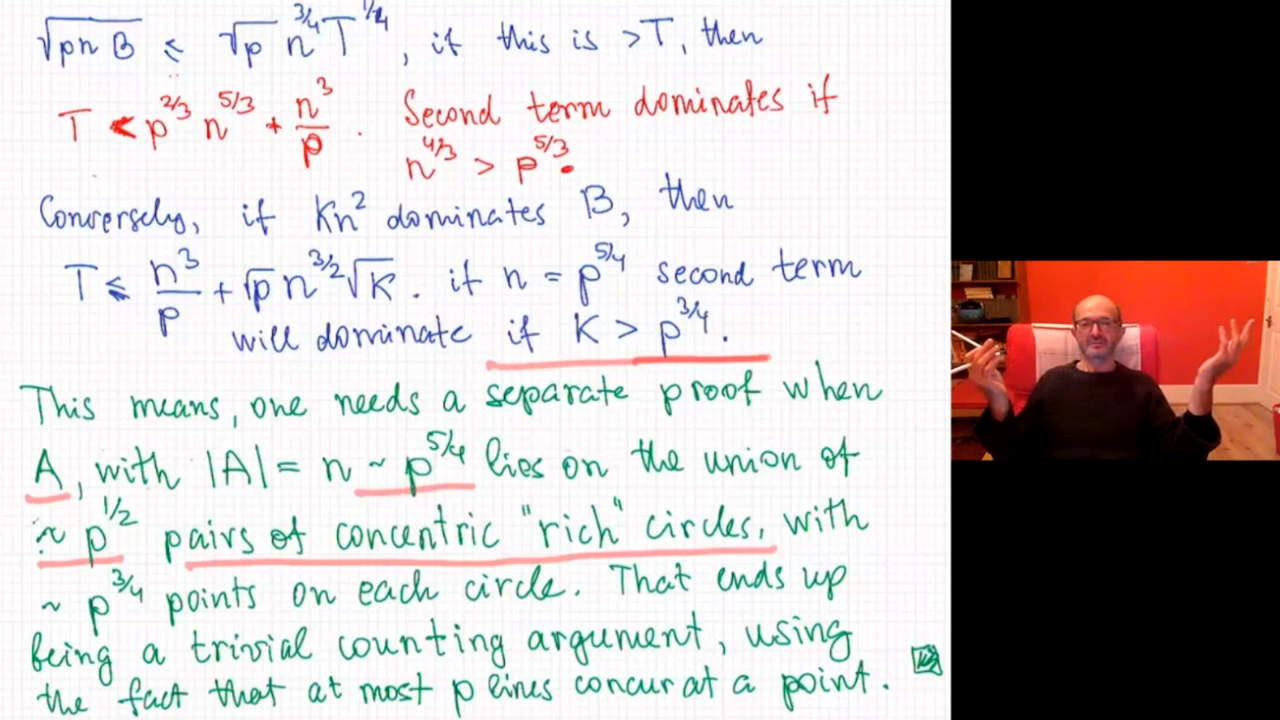 √pn B ≤ √p n^{3/4} T^{1/4}, if this is > T, then
T < p^{2/3} n^{5/3} + n^3/p. Second term dominates if
n^{4/3} > p^{5/3}.
Conversely, if Kn^2 dominates B, then
T ≤ n^3/p + √p n^{3/2} √K. if n = p^{5/4} second term
will dominate if K > p^{3/4}.
This means, one needs a separate proof when
A, with |A| = n ~ p^{5/4} lies on the union of
~ p^{1/2} pairs of concentric "rich" circles, with
~ p^{3/4} points on each circle. That ends up
being a trivial counting argument, using
the fact that at most p lines concur at a point.